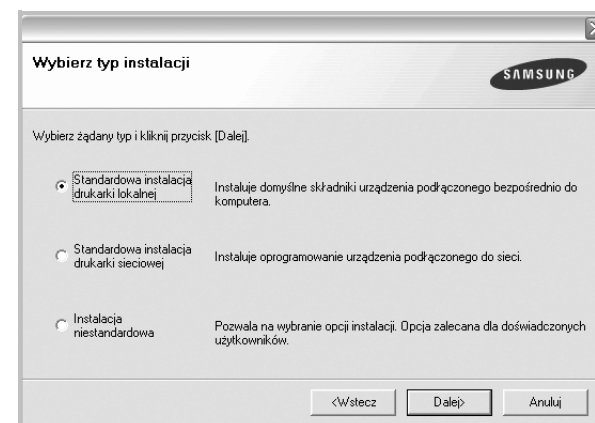 Wybierz typ instalacji
SAMSUNG
Wybierz żądany typ i kliknij przycisk [Dalej].
Standardowa instalacja
drukarki lokalnej
Instaluje domyślne składniki urządzenia podłączonego bezpośrednio do
komputera.
Standardowa instalacja
drukarki sieciowej
Instaluje oprogramowanie urządzenia podłączonego do sieci.
Instalacja
niestandardowa
Pozwala na wybranie opcji instalacji. Opcja zalecana dla doświadczonych
użytkowników.
<Wstecz
Dalej>
Anuluj